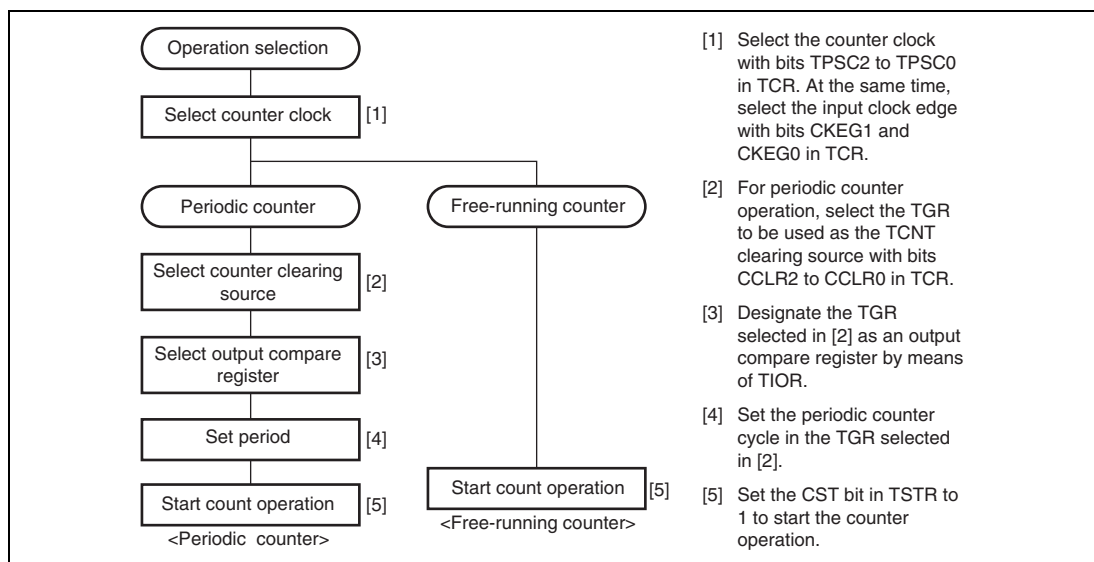 Operation selection
Select counter clock
[1]
Periodic counter
Free-running counter
Select counter clearing
source
[2]
Select output compare
register
[3]
Set period
[4]
Start count operation
[5]
<Periodic counter>
Start count operation
[5]
<Free-running counter>
[1] Select the counter clock
with bits TPSC2 to TPSC0
in TCR. At the same time,
select the input clock edge
with bits CKEG1 and
CKEG0 in TCR.
[2] For periodic counter
operation, select the TGR
to be used as the TCNT
clearing source with bits
CCLR2 to CCLR0 in TCR.
[3] Designate the TGR
selected in [2] as an output
compare register by means
of TIOR.
[4] Set the periodic counter
cycle in the TGR selected
in [2].
[5] Set the CST bit in TSTR to
1 to start the counter
operation.